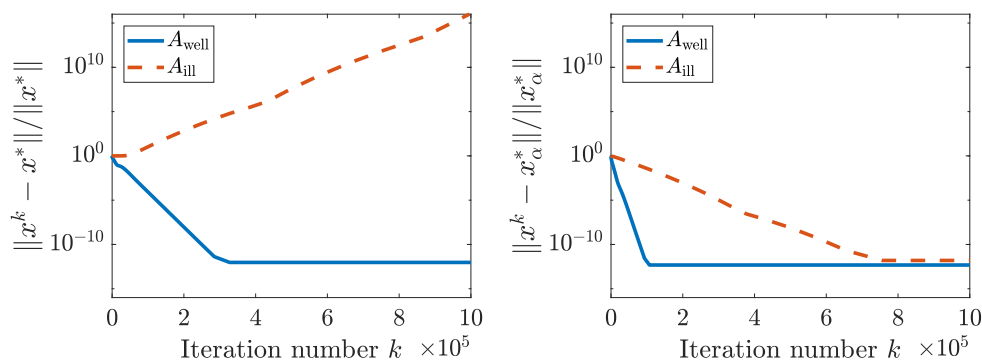 A_well
A_ill
10^10
10^0
10^-10
‖x^k − x*‖/‖x*‖
0 2 4 6 8 10
Iteration number k ×10^5
A_well
A_ill
10^10
10^0
10^-10
‖x^k − x*_α‖/‖x*_α‖
0 2 4 6 8 10
Iteration number k ×10^5